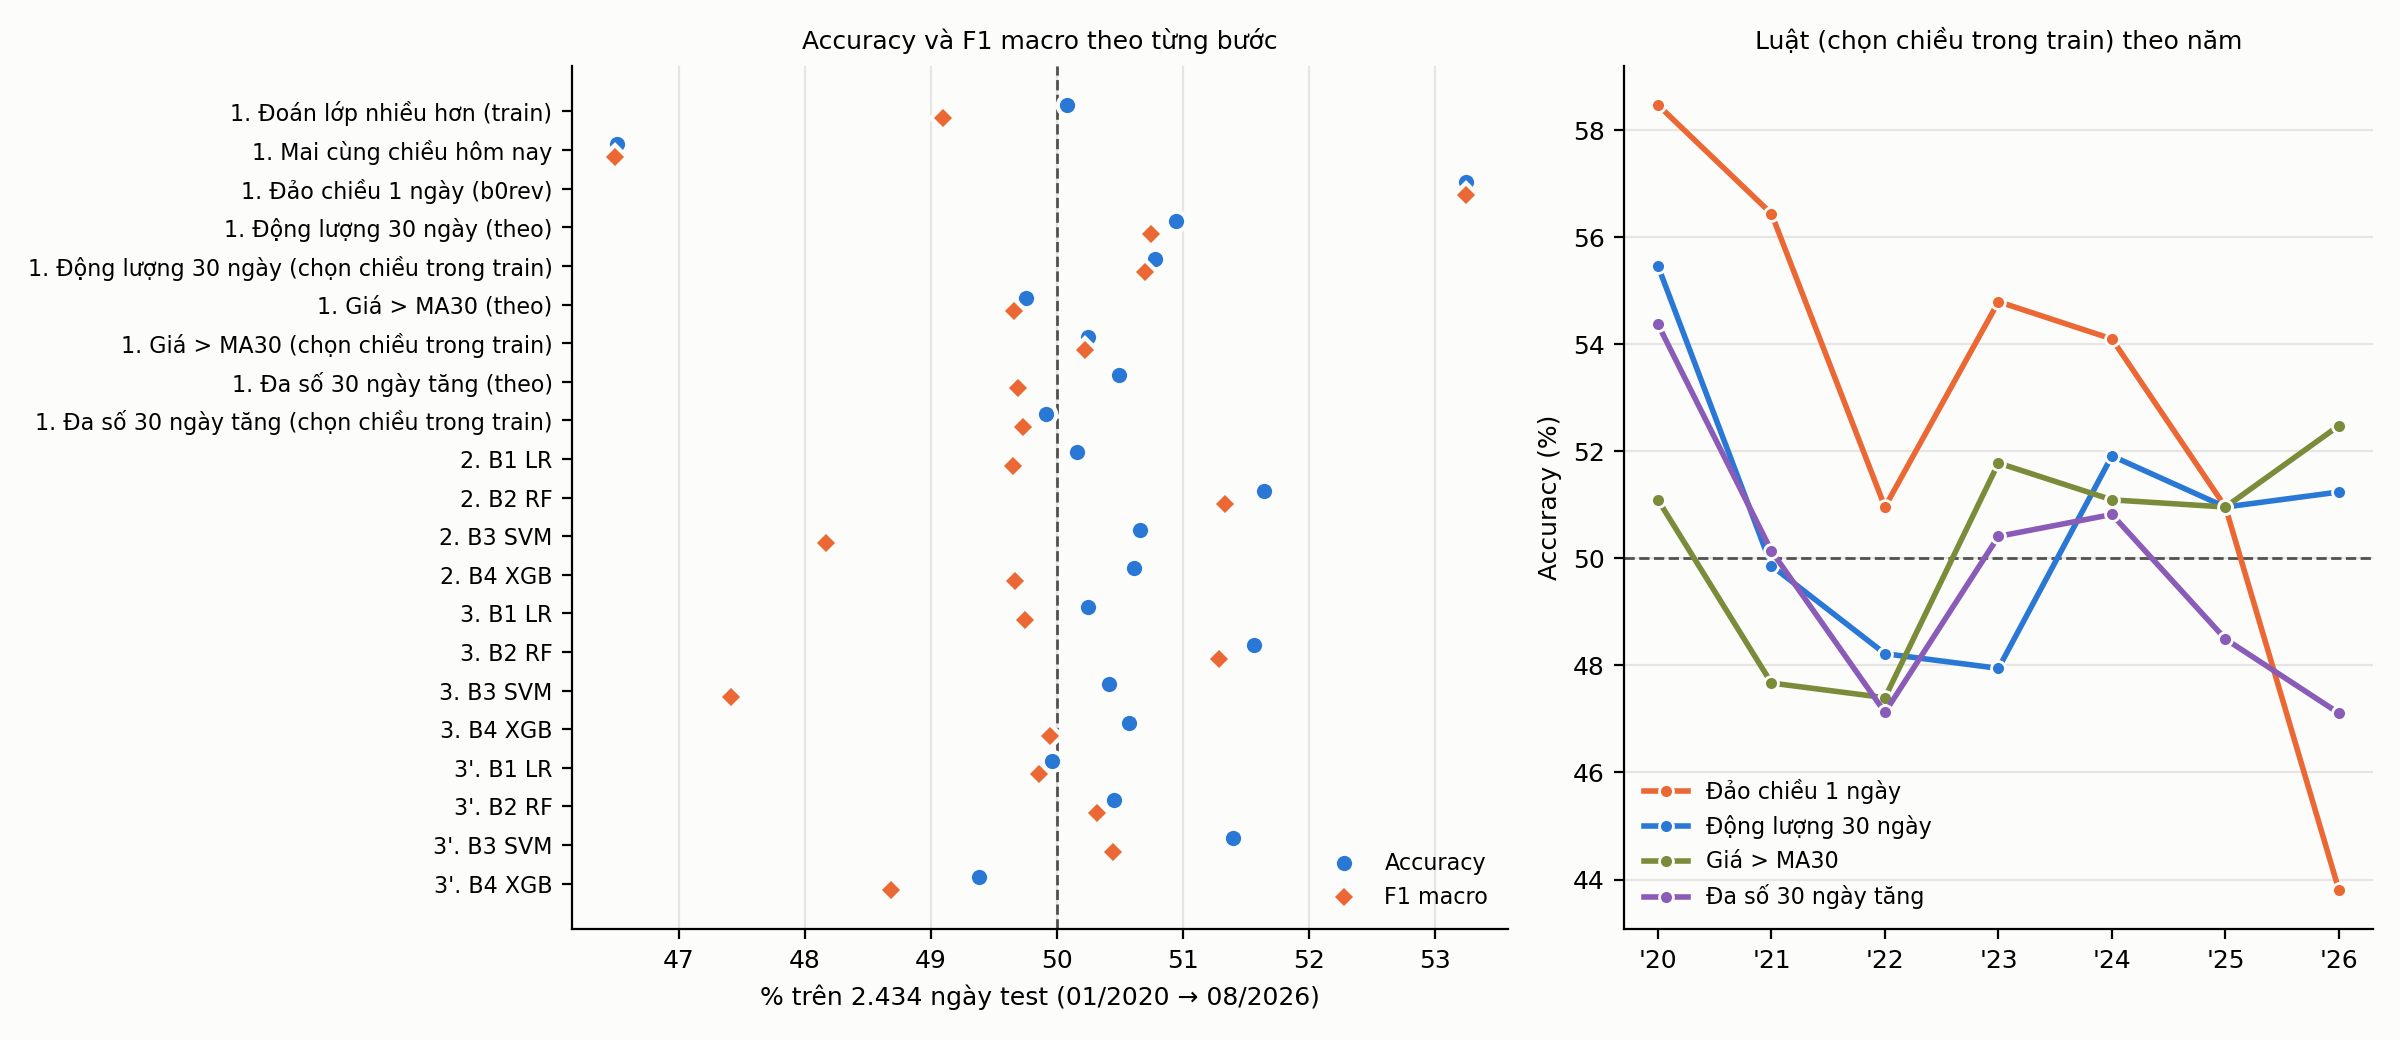 Accuracy và F1 macro theo từng bước
1. Đoán lớp nhiều hơn (train)
1. Mai cùng chiều hôm nay
1. Đảo chiều 1 ngày (b0rev)
1. Động lượng 30 ngày (theo)
1. Động lượng 30 ngày (chọn chiều trong train)
1. Giá > MA30 (theo)
1. Giá > MA30 (chọn chiều trong train)
1. Đa số 30 ngày tăng (theo)
1. Đa số 30 ngày tăng (chọn chiều trong train)
2. B1 LR
2. B2 RF
2. B3 SVM
2. B4 XGB
3. B1 LR
3. B2 RF
3. B3 SVM
3. B4 XGB
3'. B1 LR
3'. B2 RF
3'. B3 SVM
3'. B4 XGB
Accuracy
F1 macro
47 48 49 50 51 52 53
% trên 2.434 ngày test (01/2020 → 08/2026)
Luật (chọn chiều trong train) theo năm
Accuracy (%)
58
56
54
52
50
48
46
44
Đảo chiều 1 ngày
Động lượng 30 ngày
Giá > MA30
Đa số 30 ngày tăng
'20 '21 '22 '23 '24 '25 '26